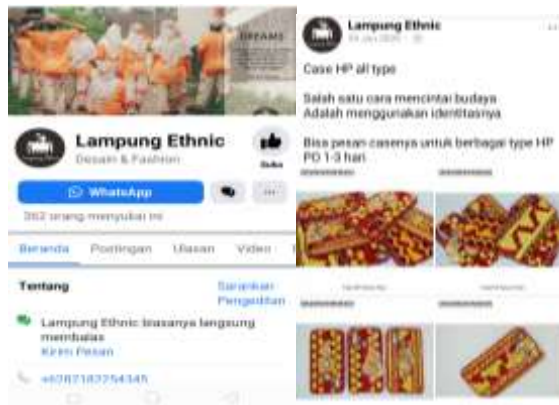 DREAMS
Lampung Ethnic
Desain & Fashion
Suka
WhatsApp
362 orang menyukai ini
Beranda Postingan Ulasan Video
Tentang
Sarankan
Pengeditan
Lampung Ethnic biasanya langsung
membalas
Kirim Pesan
Lampung Ethnic
Case HP all type
Salah satu cara mencintai budaya
Adalah menggunakan identitasnya
Bisa pesan casenya untuk berbagai type HP
PO 1-3 hari